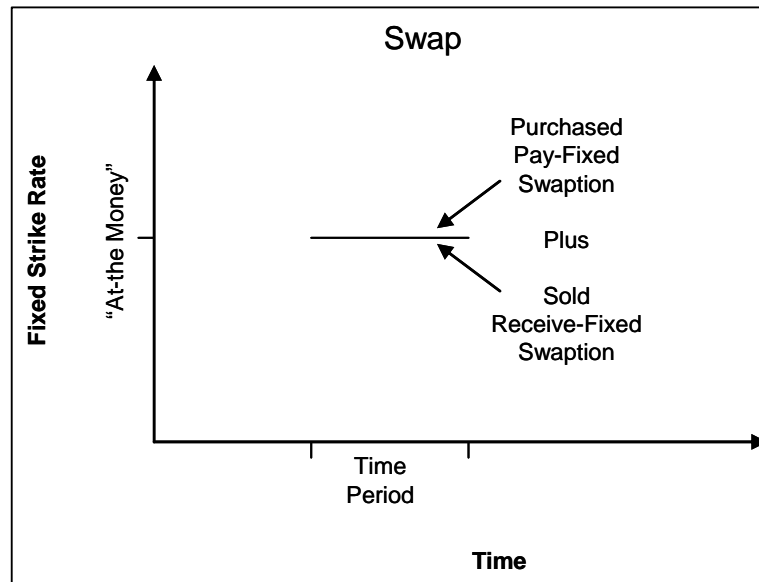 Swap
Fixed Strike Rate
“At-the Money”
Purchased
Pay-Fixed
Swaption
Plus
Sold
Receive-Fixed
Swaption
Time
Period
Time